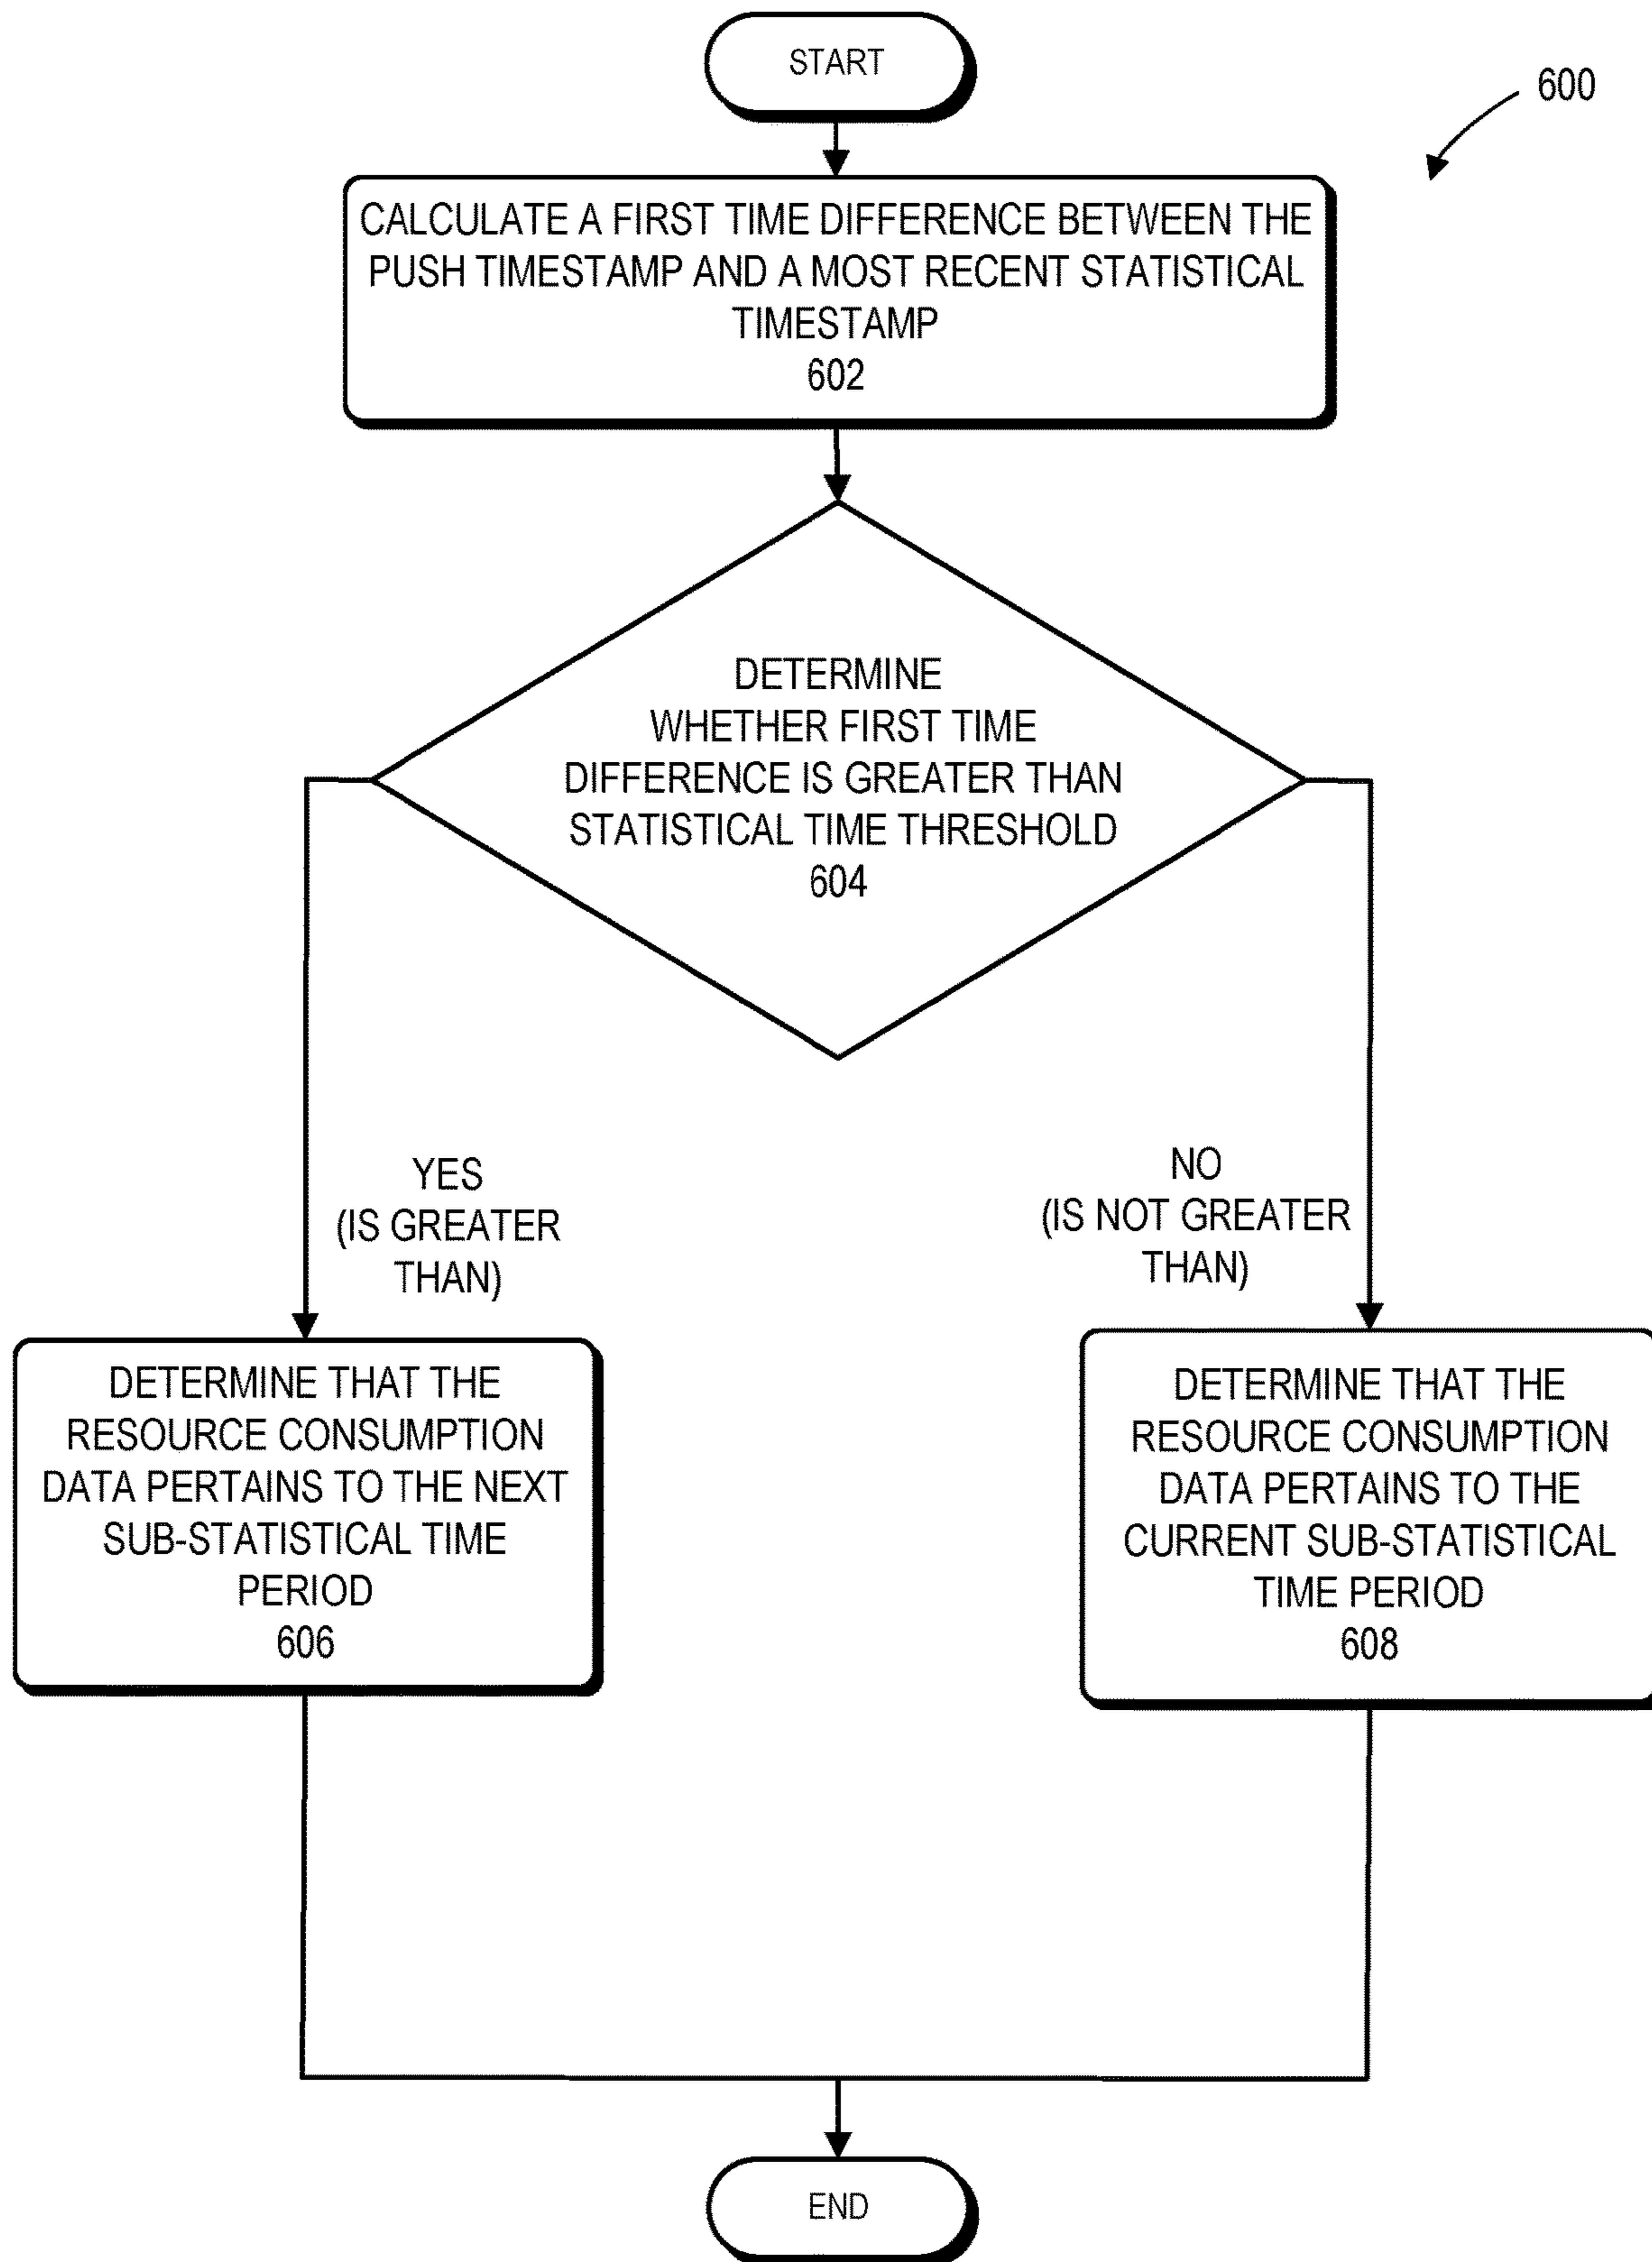 START
600
CALCULATE A FIRST TIME DIFFERENCE BETWEEN THE
PUSH TIMESTAMP AND A MOST RECENT STATISTICAL
TIMESTAMP
602
DETERMINE
WHETHER FIRST TIME
DIFFERENCE IS GREATER THAN
STATISTICAL TIME THRESHOLD
604
YES
(IS GREATER
THAN)
NO
(IS NOT GREATER
THAN)
DETERMINE THAT THE
RESOURCE CONSUMPTION
DATA PERTAINS TO THE NEXT
SUB-STATISTICAL TIME
PERIOD
606
DETERMINE THAT THE
RESOURCE CONSUMPTION
DATA PERTAINS TO THE
CURRENT SUB-STATISTICAL
TIME PERIOD
608
END